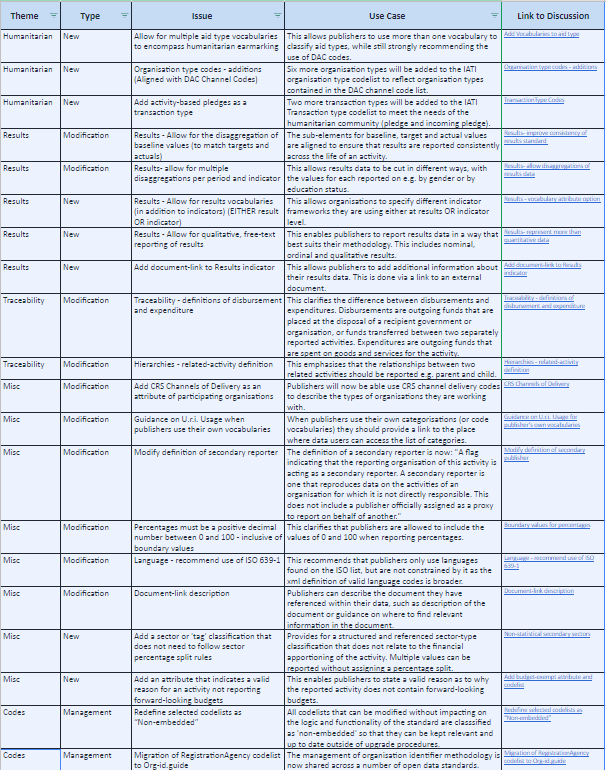 Theme Type Issue Use Case Link to Discussion
Humanitarian New Allow for multiple aid type vocabularies This allows publishers to use more than one vocabulary to Add Vocabularies to aid type
to encompass humanitarian earmarking classify aid types, while still strongly recommending the
use of DAC codes.
Humanitarian New Organisation type codes - additions Six more organisation types will be added to the IATI Organisation type codes - additions
(Aligned with DAC Channel Codes) organisation type codelist to reflect organisation types
contained in the DAC channel code list.
Humanitarian New Add activity-based pledges as a Two more transaction types will be added to the IATI TransactionType Codes
transaction type Transaction type codelist to meet the needs of the
humanitarian community (pledge and incoming pledge).
Results Modification Results - Allow for the disaggregation of The sub-elements for baseline, target and actual values Results- improve consistency of
baseline values (to match targets and are aligned to ensure that results are reported consistently results standard
actuals) across the life of an activity.
Results Modification Results- allow for multiple This allows results data to be cut in different ways, with Results- allow disaggregations of
disaggregations per period and indicator the values for each reported on e.g. by gender or by results data
education status.
Results New Results - Allow for results vocabularies This allows organisations to specify different indicator Results - vocabulary attribute option
(in addition to indicators) (EITHER result frameworks they are using either at results OR indicator
OR indicator) level.
Results New Results - Allow for qualitative, free-text This enables publishers to report results data in a way that Results- represent more than
reporting of results best suits their methodology. This includes nominal, quantitative data
ordinal and qualitative results.
Results New Add document-link to Results indicator This allows publishers to add additional information about Add document-link to Results
their results data. This is done via a link to an external indicator
document.
Traceability Modification Traceability - definitions of disbursement This clarifies the difference between disbursements and Traceability - definitions of
and expenditure expenditures. Disbursements are outgoing funds that are disbursement and expenditure
placed at the disposal of a recipient government or
organisation, or funds transferred between two separately
reported activities. Expenditures are outgoing funds that
are spent on goods and services for the activity.
Traceability Modification Hierarchies - related-activity definition This emphasises that the relationships between two Hierarchies - related-activity
related activities should be reported e.g. parent and child. definition
Misc Modification Add CRS Channels of Delivery as an Publishers will now be able use CRS channel delivery codes CRS Channels of Delivery
attribute of participating organisations to describe the types of organisations they are working
with.
Misc Modification Guidance on U.r.i. Usage when When publishers use their own categorisations (or code Guidance on U.r.i. Usage for
publishers use their own vocabularies vocabularies) they should provide a link to the place publisher's own vocabularies
where data users can access the list of categories.
Misc Modification Modify definition of secondary reporter The definition of a secondary reporter is now: "A flag Modify definition of secondary
indicating that the reporting organisation of this activity is publisher
acting as a secondary reporter. A secondary reporter is
one that reproduces data on the activities of an
organisation for which it is not directly responsible. This
does not include a publisher officially assigned as a proxy
to report on behalf of another."
Misc Modification Percentages must be a positive decimal This clarifies that publishers are allowed to include the Boundary values for percentages
number between 0 and 100 - inclusive of values of 0 and 100 when reporting percentages.
boundary values
Misc Modification Language - recommend use of ISO 639-1 This recommends that publishers only use languages Language - recommend use of ISO
found on the ISO list, but are not constrained by it as the 639-1
xml definition of valid language codes is broader.
Misc Modification Document-link description Publishers can describe the document they have Document-link description
referenced within their data, such as description of the
document or guidance on where to find relevant
information in the document.
Misc New Add a sector or 'tag' classification that Provides for a structured and referenced sector-type Non-statistical secondary sectors
does not need to follow sector classification that does not relate to the financial
percentage split rules apportioning of the activity. Multiple values can be
reported without assigning a percentage split.
Misc New Add an attribute that indicates a valid This enables publishers to state a valid reason as to why Add budget-exempt attribute and
reason for an activity not reporting the reported activity does not contain forward-looking codelist
forward-looking budgets budgets.
Codes Management Redefine selected codelists as All codelists that can be modified without impacting on Redefine selected codelists as
"Non-embedded" the logic and functionality of the standard are classsified "Non-embedded"
as 'non-embedded' so that they can be kept relevant and
up to date outside of upgrade procedures.
Codes Management Migration of RegistrationAgency codelist The management of organisation identifier methodology is Migration of RegistrationAgency
to Org-id.guide now shared across a number of open data standards. codelist to Org-id.guide